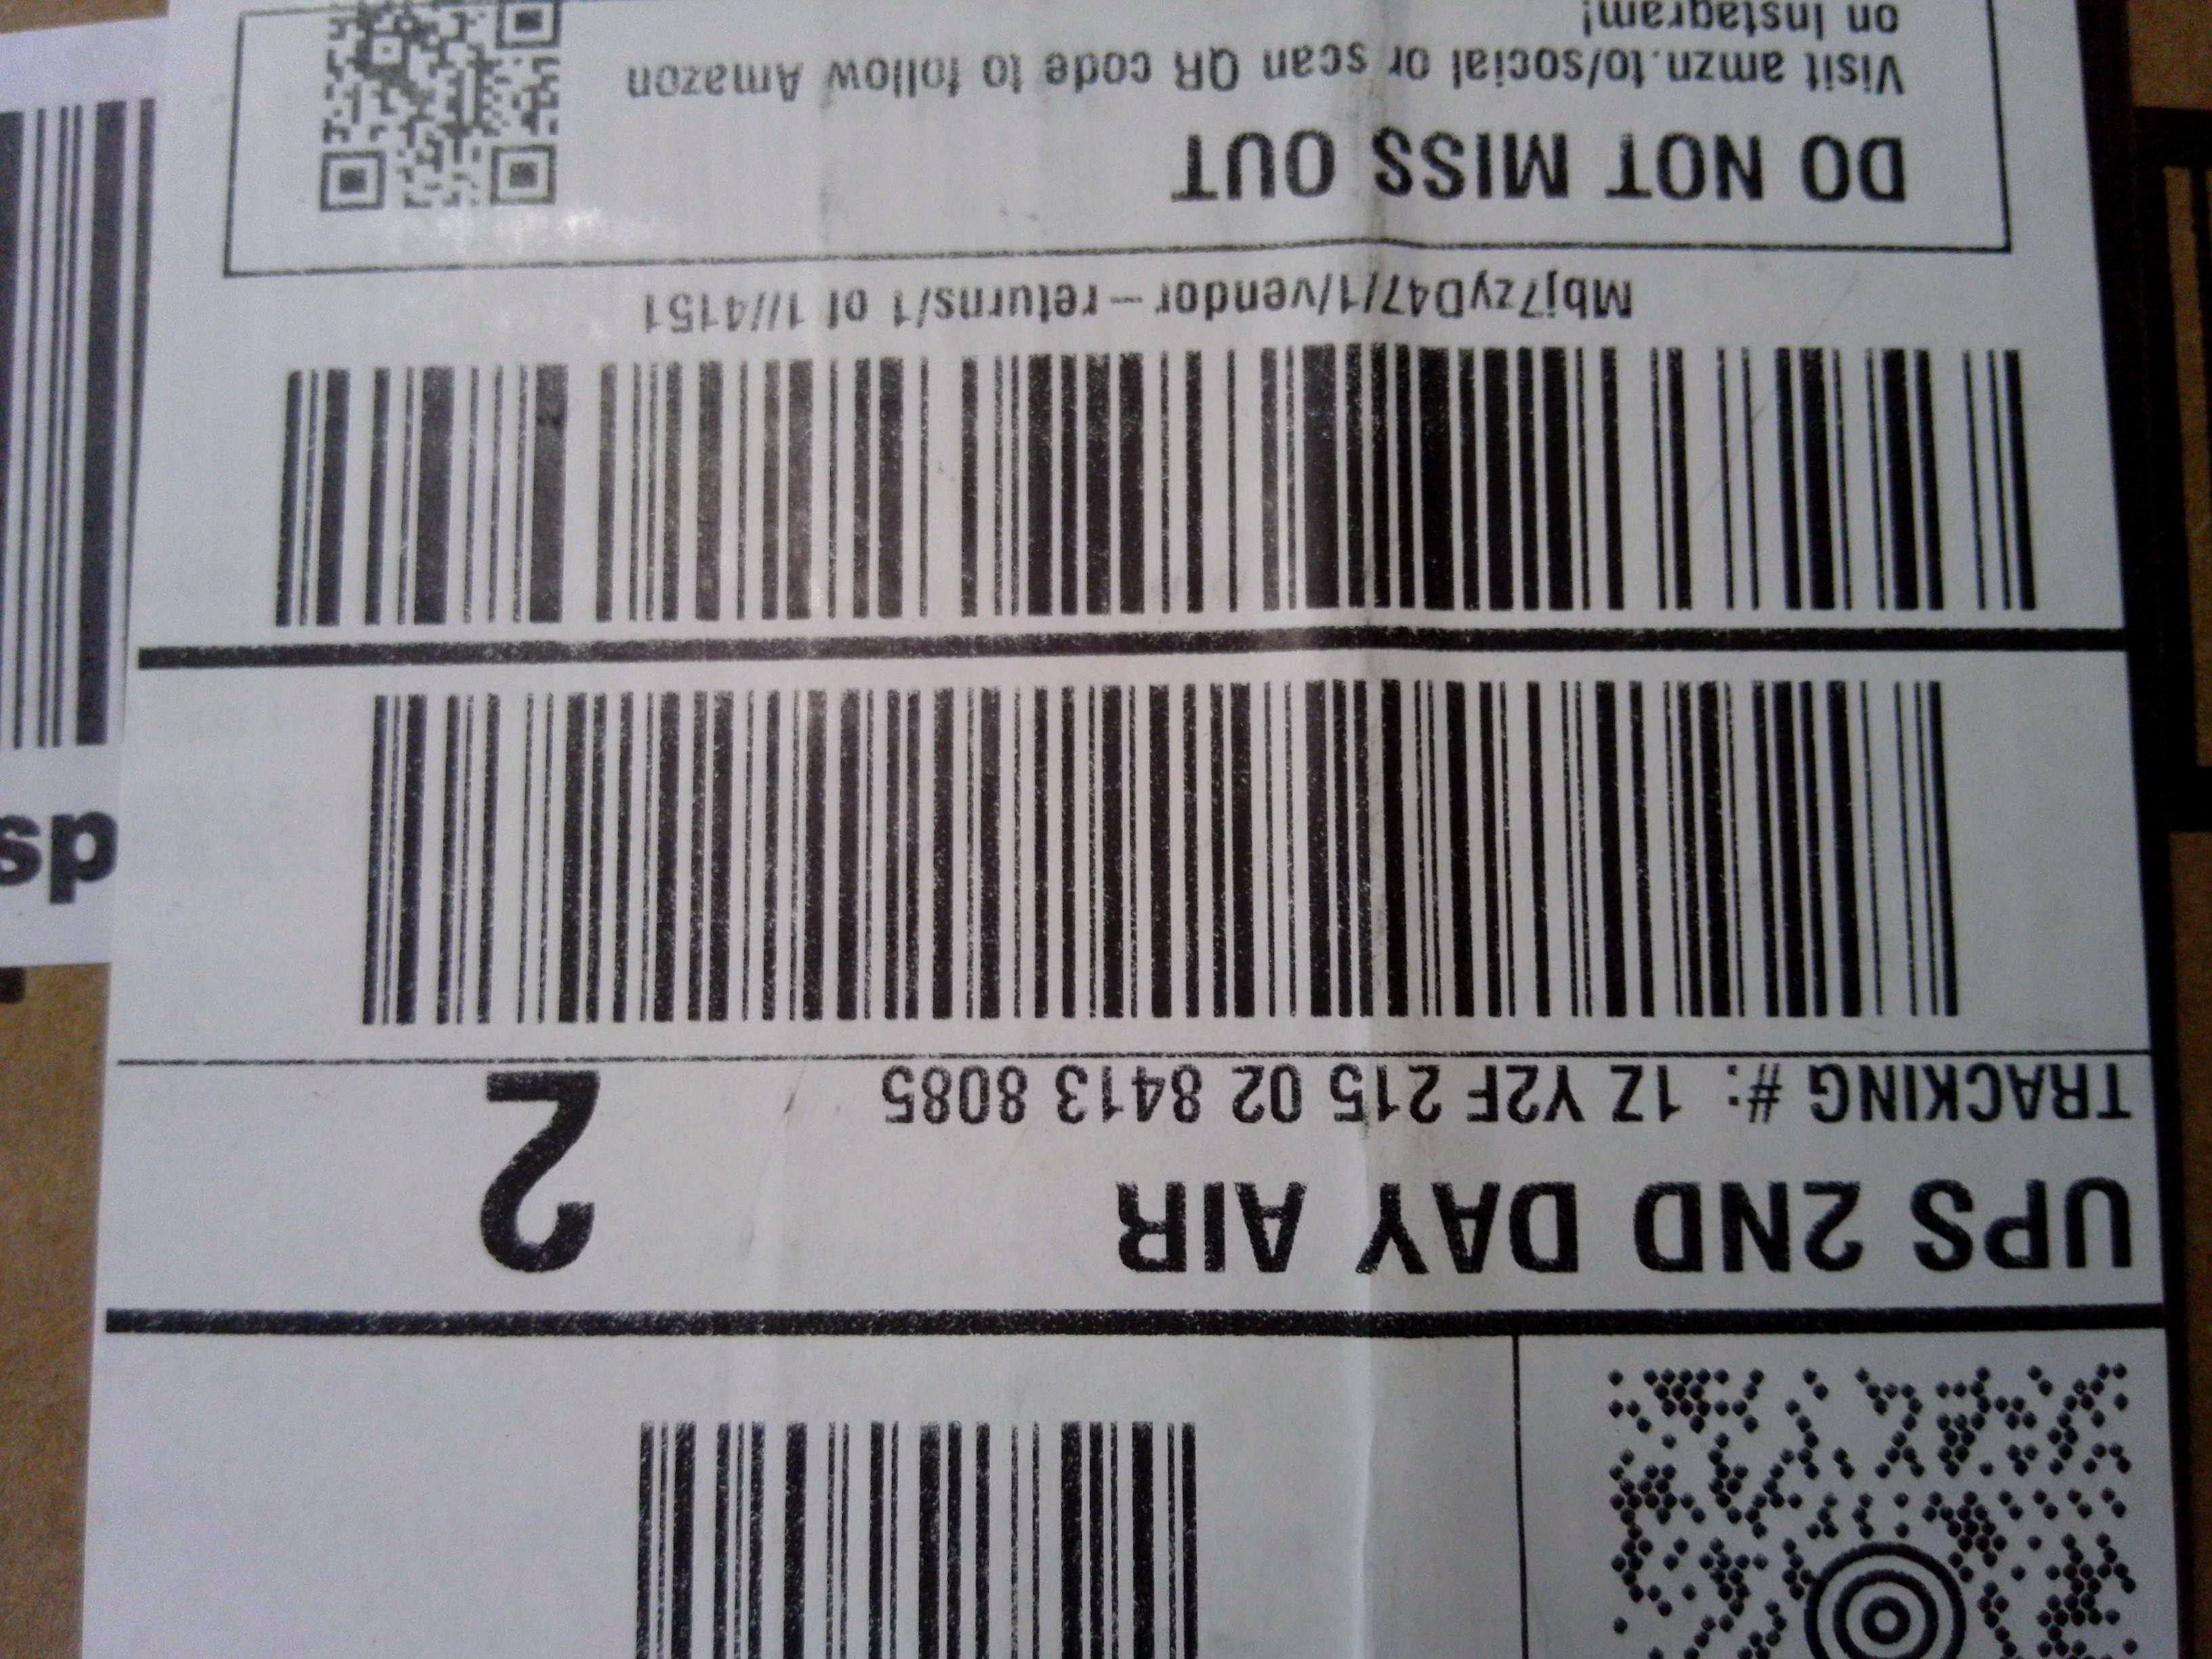 UPS 2ND DAY AIR
TRACKING #: 1Z Y2F 215 02 8413 8085
2
Mbj7zyD47/1/vendor-returns/1 of 1//4151
DO NOT MISS OUT
Visit amzn.to/social or scan QR code to follow Amazon
on Instagram!
ds